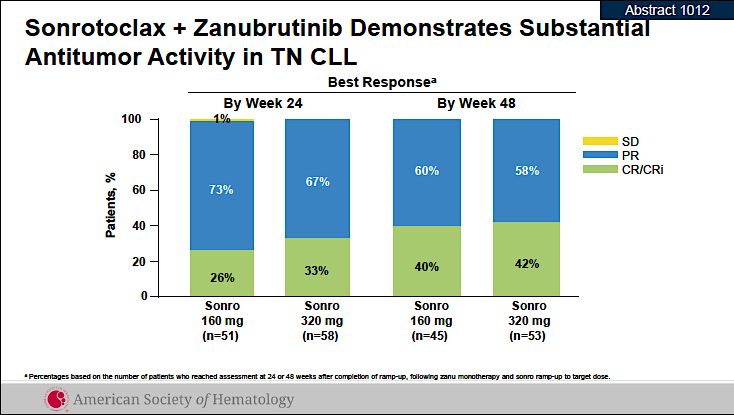 Abstract 1012
Sonrotoclax + Zanubrutinib Demonstrates Substantial
Antitumor Activity in TN CLL
Best Responseᵃ
By Week 24
By Week 48
Patients, %
100
80
60
40
20
0
1%
73%
26%
67%
33%
60%
40%
58%
42%
SD
PR
CR/CRi
Sonro
160 mg
(n=51)
Sonro
320 mg
(n=58)
Sonro
160 mg
(n=45)
Sonro
320 mg
(n=53)
ᵃ Percentages based on the number of patients who reached assessment at 24 or 48 weeks after completion of ramp-up, following zanu monotherapy and sonro ramp-up to target dose.
American Society of Hematology